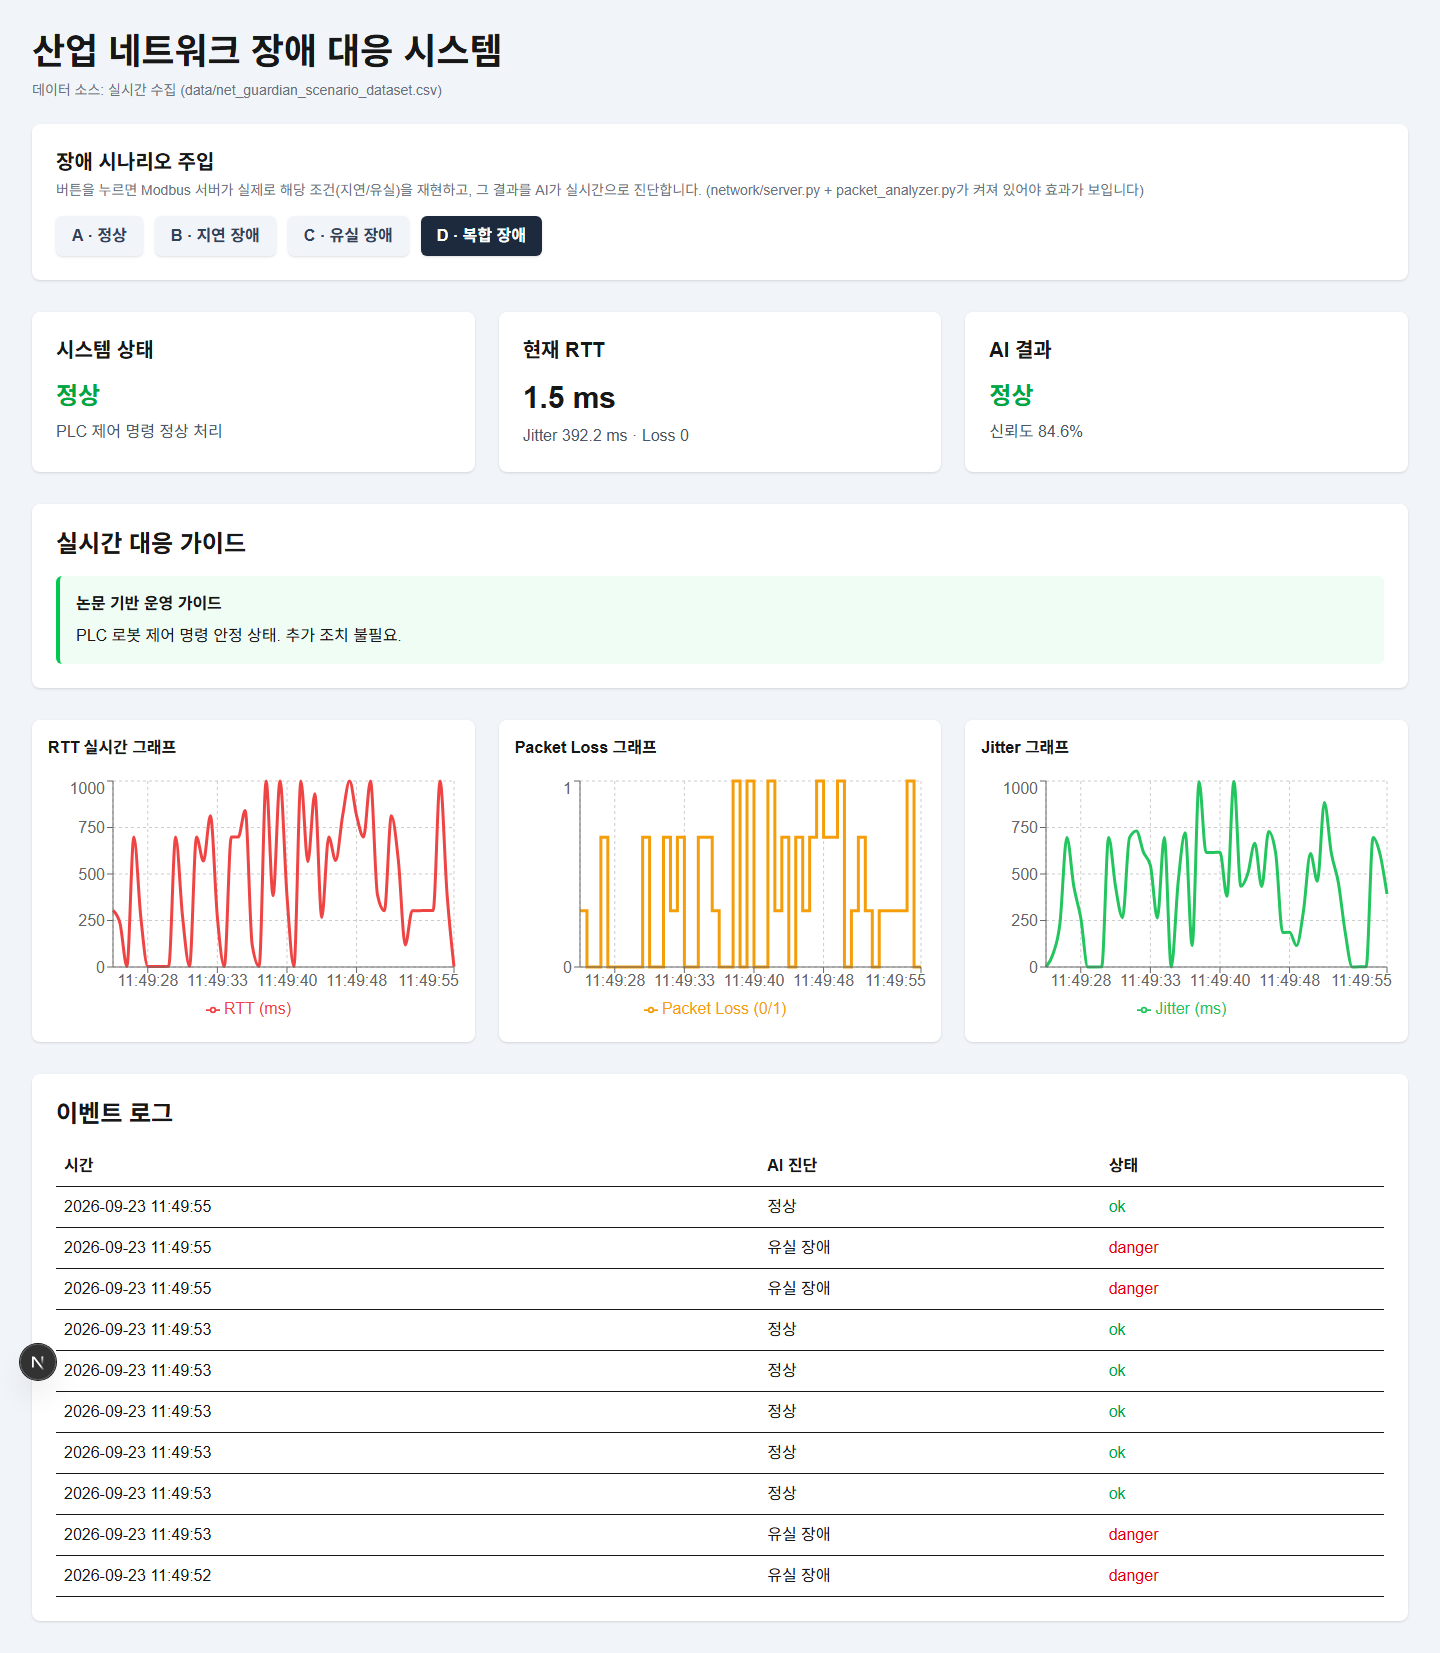 산업 네트워크 장애 대응 시스템
데이터 소스: 실시간 수집 (data/net_guardian_scenario_dataset.csv)
장애 시나리오 주입
버튼을 누르면 Modbus 서버가 실제로 해당 조건(지연/유실)을 재현하고, 그 결과를 AI가 실시간으로 진단합니다. (network/server.py + packet_analyzer.py가 켜져 있어야 효과가 보입니다)
A · 정상 B · 지연 장애 C · 유실 장애 D · 복합 장애
시스템 상태
정상
PLC 제어 명령 정상 처리
현재 RTT
1.5 ms
Jitter 392.2 ms · Loss 0
AI 결과
정상
신뢰도 84.6%
실시간 대응 가이드
논문 기반 운영 가이드
PLC 로봇 제어 명령 안정 상태. 추가 조치 불필요.
RTT 실시간 그래프
1000
750
500
250
0
11:49:28 11:49:33 11:49:40 11:49:48 11:49:55
RTT (ms)
Packet Loss 그래프
1
0
11:49:28 11:49:33 11:49:40 11:49:48 11:49:55
Packet Loss (0/1)
Jitter 그래프
1000
750
500
250
0
11:49:28 11:49:33 11:49:40 11:49:48 11:49:55
Jitter (ms)
이벤트 로그
시간 AI 진단 상태
2026-09-23 11:49:55 정상 ok
2026-09-23 11:49:55 유실 장애 danger
2026-09-23 11:49:55 유실 장애 danger
2026-09-23 11:49:53 정상 ok
2026-09-23 11:49:53 정상 ok
2026-09-23 11:49:53 정상 ok
2026-09-23 11:49:53 정상 ok
2026-09-23 11:49:53 정상 ok
2026-09-23 11:49:53 유실 장애 danger
2026-09-23 11:49:52 유실 장애 danger
N